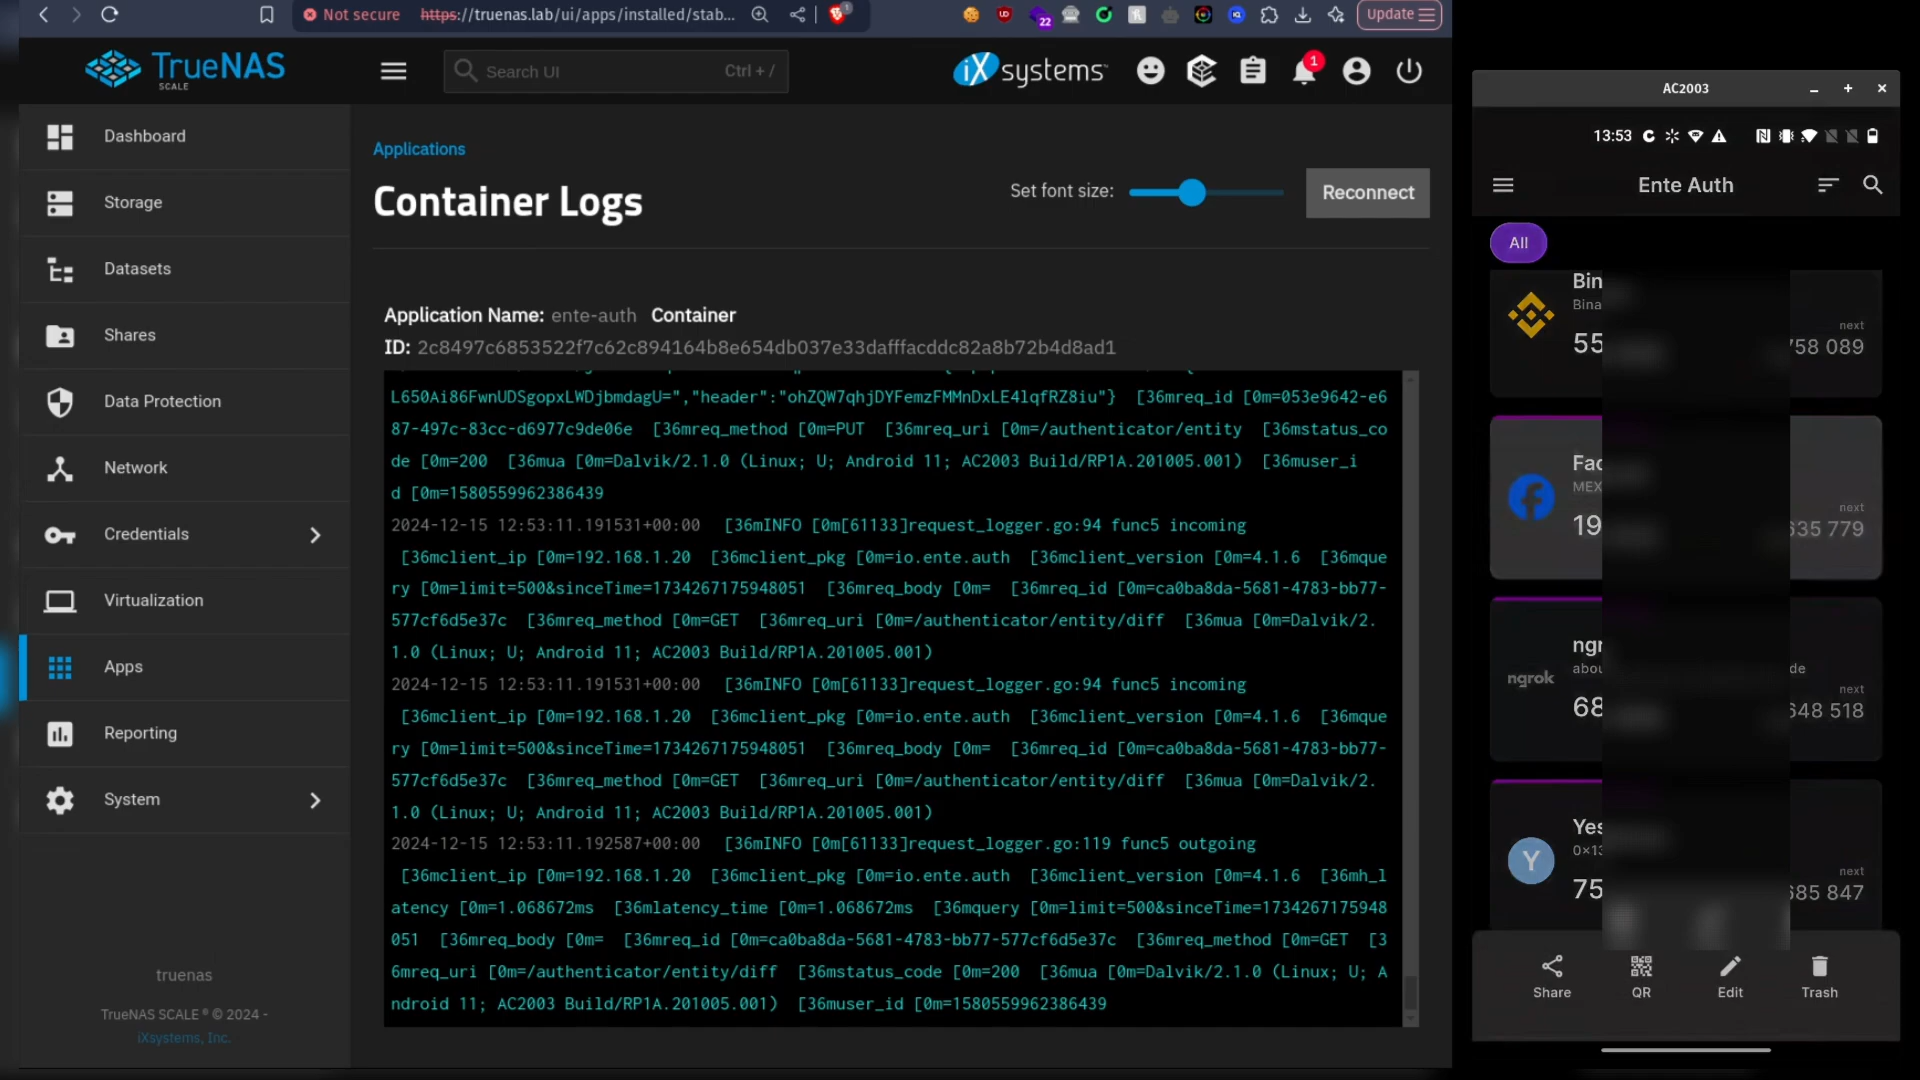 Not secure https://truenas.lab/ui/apps/installed/stab...
1
22
Update
TrueNAS
SCALE
Search UI Ctrl + /
iX systems
1
Dashboard
Storage
Datasets
Shares
Data Protection
Network
Credentials
Virtualization
Apps
Reporting
System
truenas
TrueNAS SCALE ® © 2024 -
iXsystems, Inc.
Applications
Container Logs
Set font size:
Reconnect
Application Name: ente-auth Container
ID: 2c8497c6853522f7c62c894164b8e654db037e33dafffacddc82a8b72b4d8ad1
L650Ai86FwnUDSgopxLWDjbmdagU=","header":"ohZQW7qhjDYFemzFMMnDxLE4lqfRZ8iu"} [36mreq_id [0m=053e9642-e6
87-497c-83cc-d6977c9de06e [36mreq_method [0m=PUT [36mreq_uri [0m=/authenticator/entity [36mstatus_co
de [0m=200 [36mua [0m=Dalvik/2.1.0 (Linux; U; Android 11; AC2003 Build/RP1A.201005.001) [36muser_i
d [0m=1580559962386439
2024-12-15 12:53:11.191531+00:00 [36mINFO [0m[61133]request_logger.go:94 func5 incoming
[36mclient_ip [0m=192.168.1.20 [36mclient_pkg [0m=io.ente.auth [36mclient_version [0m=4.1.6 [36mque
ry [0m=limit=500&sinceTime=1734267175948051 [36mreq_body [0m= [36mreq_id [0m=ca0ba8da-5681-4783-bb77-
577cf6d5e37c [36mreq_method [0m=GET [36mreq_uri [0m=/authenticator/entity/diff [36mua [0m=Dalvik/2.
1.0 (Linux; U; Android 11; AC2003 Build/RP1A.201005.001)
2024-12-15 12:53:11.191531+00:00 [36mINFO [0m[61133]request_logger.go:94 func5 incoming
[36mclient_ip [0m=192.168.1.20 [36mclient_pkg [0m=io.ente.auth [36mclient_version [0m=4.1.6 [36mque
ry [0m=limit=500&sinceTime=1734267175948051 [36mreq_body [0m= [36mreq_id [0m=ca0ba8da-5681-4783-bb77-
577cf6d5e37c [36mreq_method [0m=GET [36mreq_uri [0m=/authenticator/entity/diff [36mua [0m=Dalvik/2.
1.0 (Linux; U; Android 11; AC2003 Build/RP1A.201005.001)
2024-12-15 12:53:11.192587+00:00 [36mINFO [0m[61133]request_logger.go:119 func5 outgoing
[36mclient_ip [0m=192.168.1.20 [36mclient_pkg [0m=io.ente.auth [36mclient_version [0m=4.1.6 [36mh_l
atency [0m=1.068672ms [36mlatency_time [0m=1.068672ms [36mquery [0m=limit=500&sinceTime=1734267175948
051 [36mreq_body [0m= [36mreq_id [0m=ca0ba8da-5681-4783-bb77-577cf6d5e37c [36mreq_method [0m=GET [3
6mreq_uri [0m=/authenticator/entity/diff [36mstatus_code [0m=200 [36mua [0m=Dalvik/2.1.0 (Linux; U; A
ndroid 11; AC2003 Build/RP1A.201005.001) [36muser_id [0m=1580559962386439
AC2003
13:53
Ente Auth
All
Bin
Bina
next
55 758 089
Fac
MEX
next
19 635 779
ngrok
ngr
abou de
next
68 648 518
Y
Yes
0x13
next
75 685 847
Share
QR
Edit
Trash